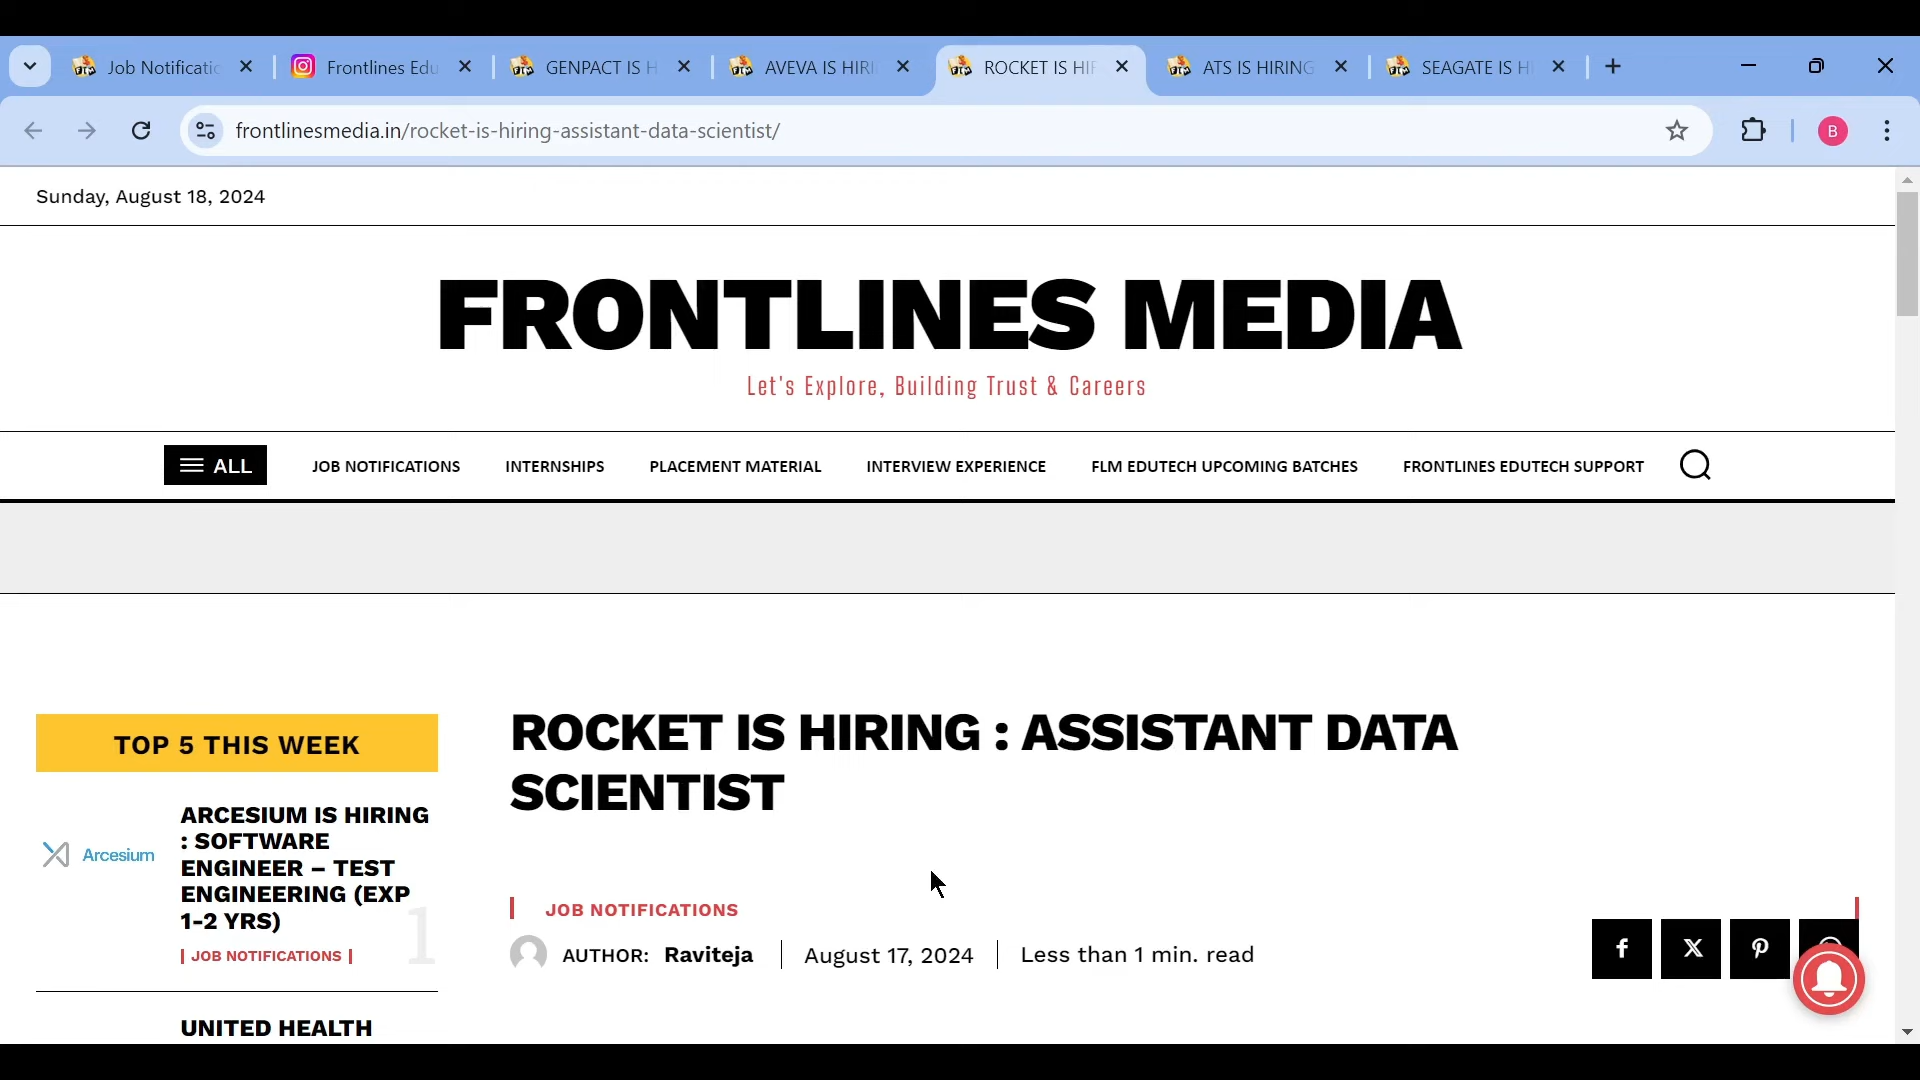 Job Notificatic
Frontlines Edu
GENPACT IS H
AVEVA IS HIRI
ROCKET IS HIF
ATS IS HIRING
SEAGATE IS H
frontlinesmedia.in/rocket-is-hiring-assistant-data-scientist/
B
Sunday, August 18, 2024
FRONTLINES MEDIA
Let's Explore, Building Trust & Careers
ALL
JOB NOTIFICATIONS
INTERNSHIPS
PLACEMENT MATERIAL
INTERVIEW EXPERIENCE
FLM EDUTECH UPCOMING BATCHES
FRONTLINES EDUTECH SUPPORT
TOP 5 THIS WEEK
Arcesium
ARCESIUM IS HIRING
: SOFTWARE
ENGINEER – TEST
ENGINEERING (EXP
1-2 YRS)
1
JOB NOTIFICATIONS
UNITED HEALTH
ROCKET IS HIRING : ASSISTANT DATA
SCIENTIST
JOB NOTIFICATIONS
AUTHOR: Raviteja
August 17, 2024
Less than 1 min. read